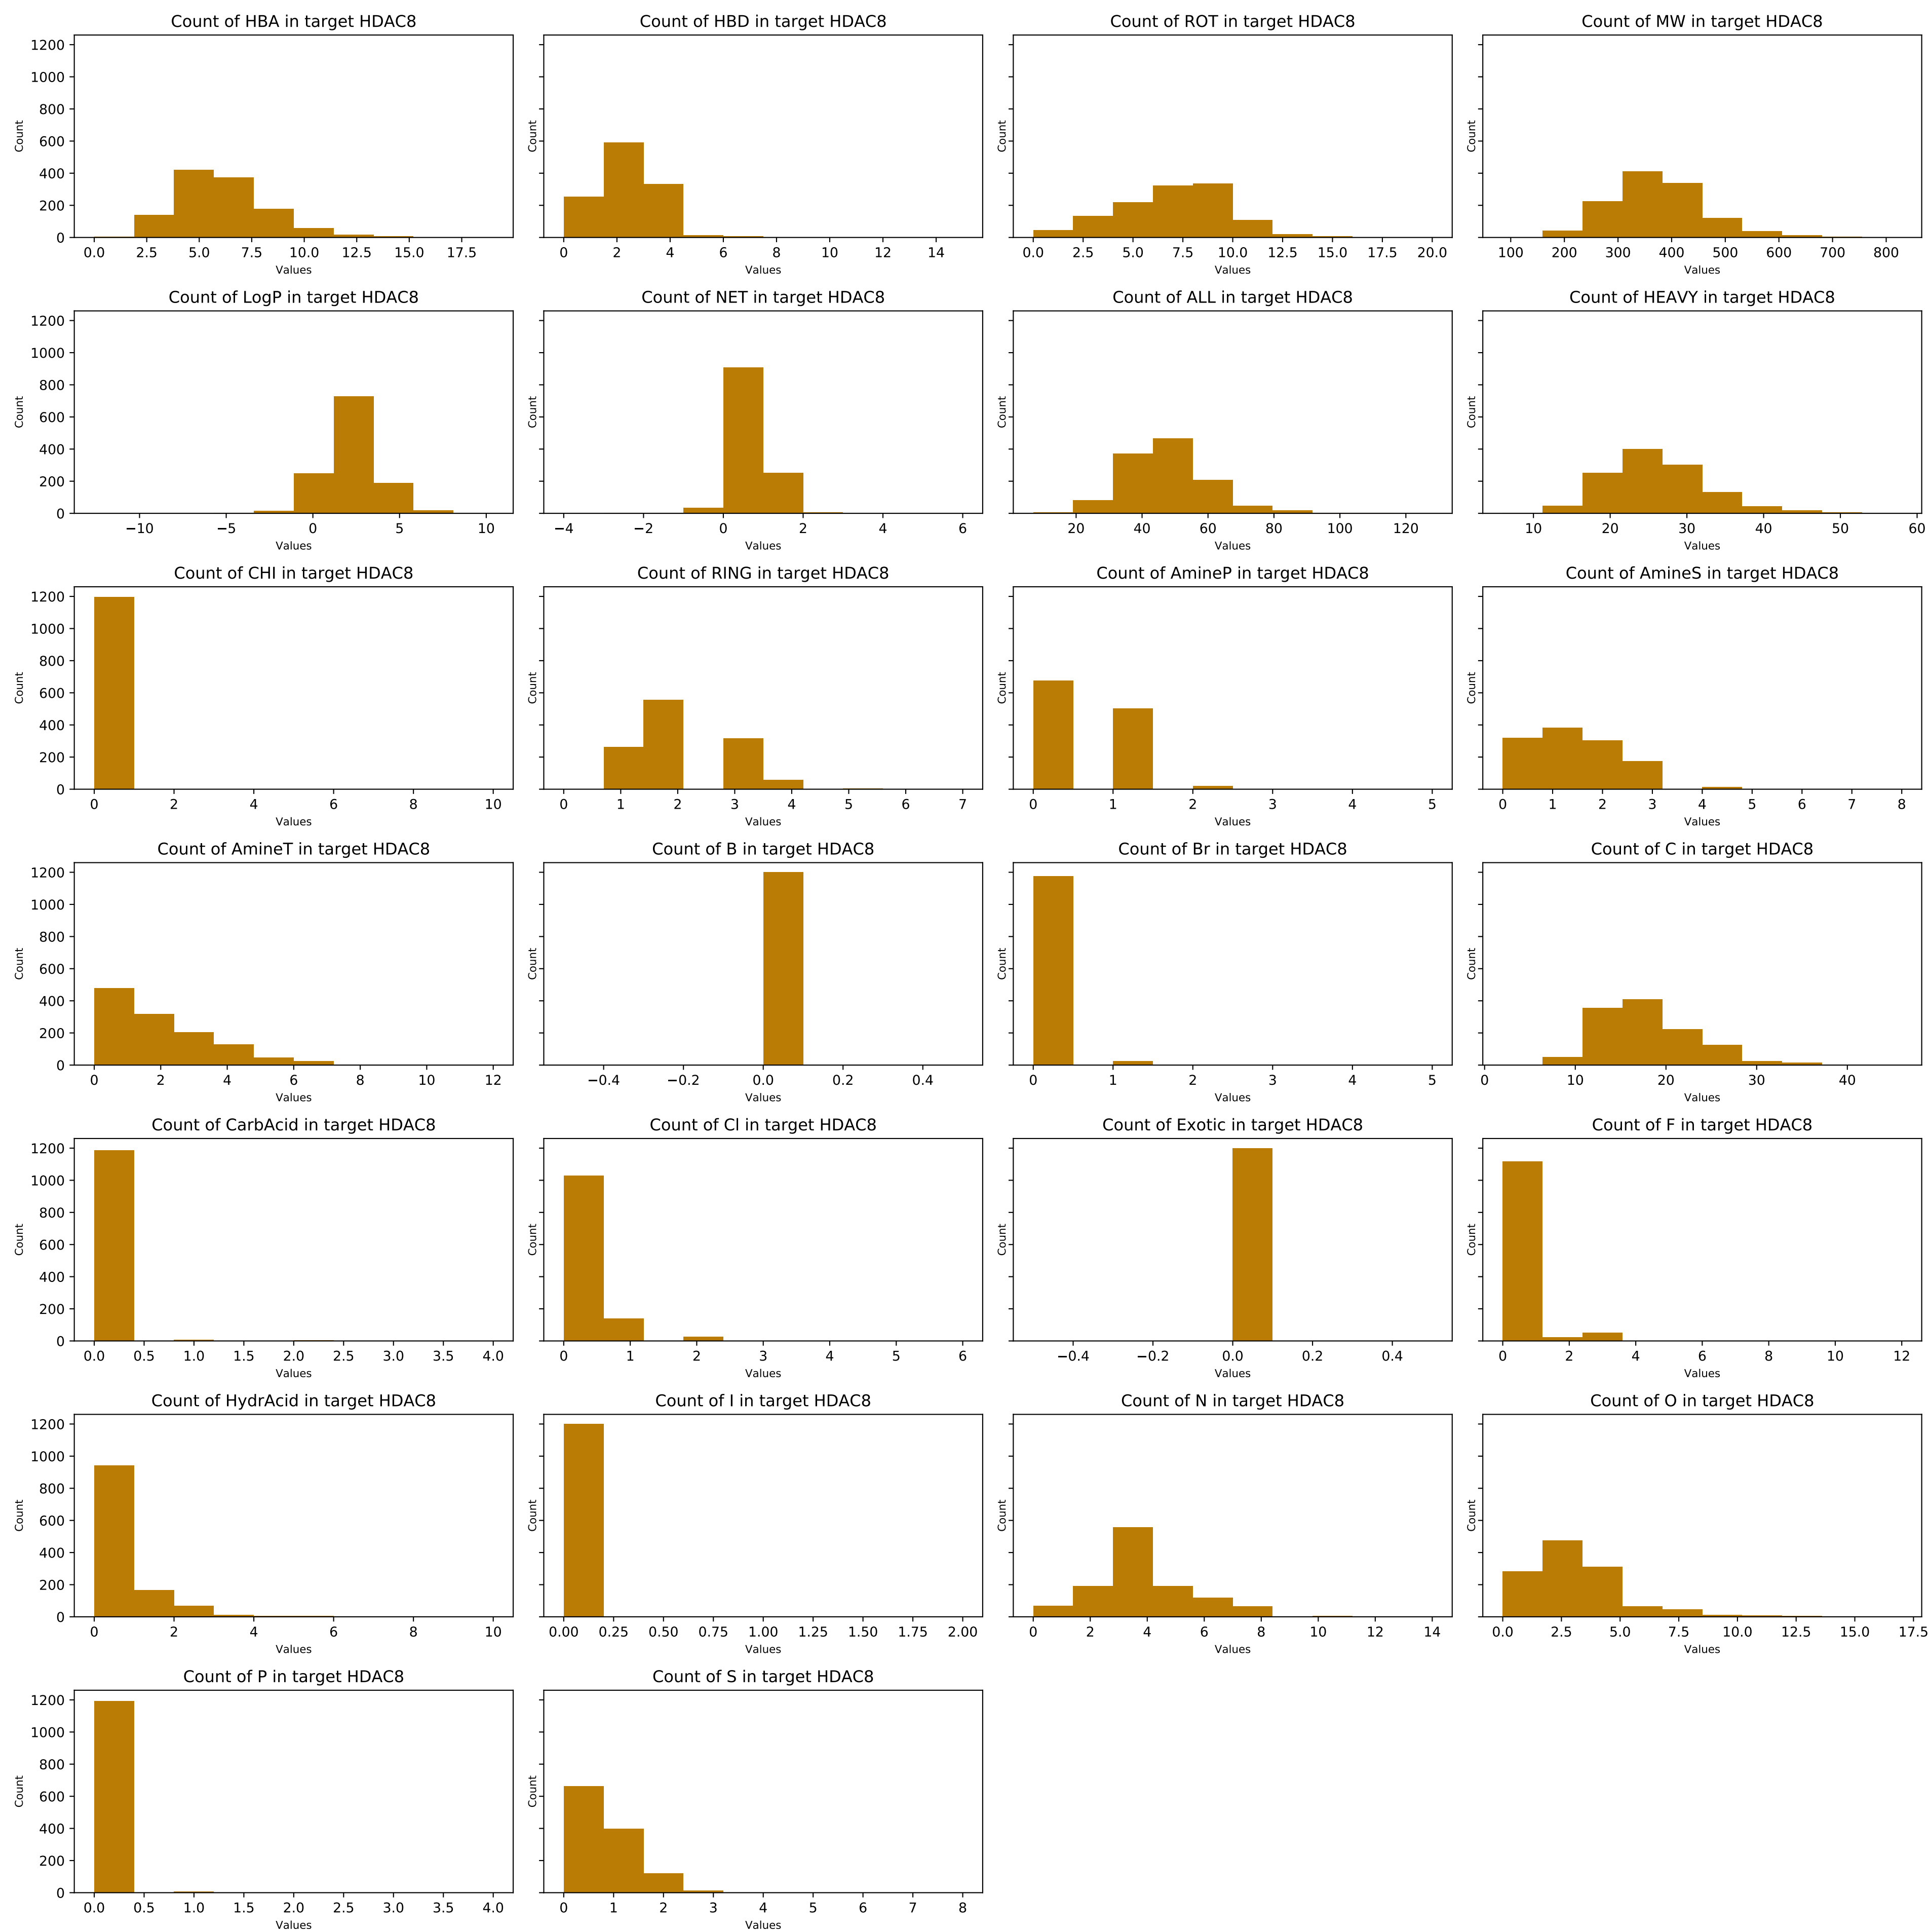 Count of HBA in target HDAC8
Count of HBD in target HDAC8
Count of ROT in target HDAC8
Count of MW in target HDAC8
1200
1000
800
600
400
200
0
Count
Count
Count
Count
0.0 2.5 5.0 7.5 10.0 12.5 15.0 17.5
0 2 4 6 8 10 12 14
0.0 2.5 5.0 7.5 10.0 12.5 15.0 17.5 20.0
100 200 300 400 500 600 700 800
Values
Values
Values
Values
Count of LogP in target HDAC8
Count of NET in target HDAC8
Count of ALL in target HDAC8
Count of HEAVY in target HDAC8
1200
1000
800
600
400
200
0
Count
Count
Count
Count
−10 −5 0 5 10
−4 −2 0 2 4 6
20 40 60 80 100 120
10 20 30 40 50 60
Values
Values
Values
Values
Count of CHI in target HDAC8
Count of RING in target HDAC8
Count of AmineP in target HDAC8
Count of AmineS in target HDAC8
1200
1000
800
600
400
200
0
Count
Count
Count
Count
0 2 4 6 8 10
0 1 2 3 4 5 6 7
0 1 2 3 4 5
0 1 2 3 4 5 6 7 8
Values
Values
Values
Values
Count of AmineT in target HDAC8
Count of B in target HDAC8
Count of Br in target HDAC8
Count of C in target HDAC8
1200
1000
800
600
400
200
0
Count
Count
Count
Count
0 2 4 6 8 10 12
−0.4 −0.2 0.0 0.2 0.4
0 1 2 3 4 5
0 10 20 30 40
Values
Values
Values
Values
Count of CarbAcid in target HDAC8
Count of Cl in target HDAC8
Count of Exotic in target HDAC8
Count of F in target HDAC8
1200
1000
800
600
400
200
0
Count
Count
Count
Count
0.0 0.5 1.0 1.5 2.0 2.5 3.0 3.5 4.0
0 1 2 3 4 5 6
−0.4 −0.2 0.0 0.2 0.4
0 2 4 6 8 10 12
Values
Values
Values
Values
Count of HydrAcid in target HDAC8
Count of I in target HDAC8
Count of N in target HDAC8
Count of O in target HDAC8
1200
1000
800
600
400
200
0
Count
Count
Count
Count
0 2 4 6 8 10
0.00 0.25 0.50 0.75 1.00 1.25 1.50 1.75 2.00
0 2 4 6 8 10 12 14
0.0 2.5 5.0 7.5 10.0 12.5 15.0 17.5
Values
Values
Values
Values
Count of P in target HDAC8
Count of S in target HDAC8
1200
1000
800
600
400
200
0
Count
Count
0.0 0.5 1.0 1.5 2.0 2.5 3.0 3.5 4.0
0 1 2 3 4 5 6 7 8
Values
Values